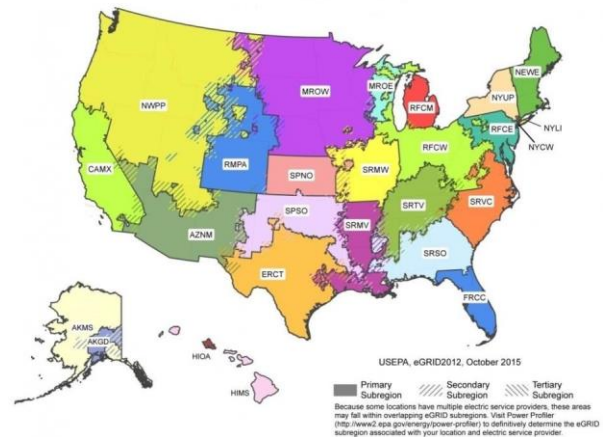 NWPP
MROW
MROE
NEWE
NYUP
RFCM
NYLI
RFCE
NYCW
RFCW
CAMX
RMPA
SPNO
SRMW
SRTV
SRVC
SPSO
AZNM
SRMV
SRSO
ERCT
FRCC
AKMS
AKGD
HIOA
HIMS
USEPA, eGRID2012, October 2015
Primary
Subregion
Secondary
Subregion
Tertiary
Subregion
Because some locations have multiple electric service providers, these areas
may fall within overlapping eGRID subregions. Visit Power Profiler
(http://www2.epa.gov/energy/power-profiler) to definitively determine the eGRID
subregion associated with your location and electric service provider.